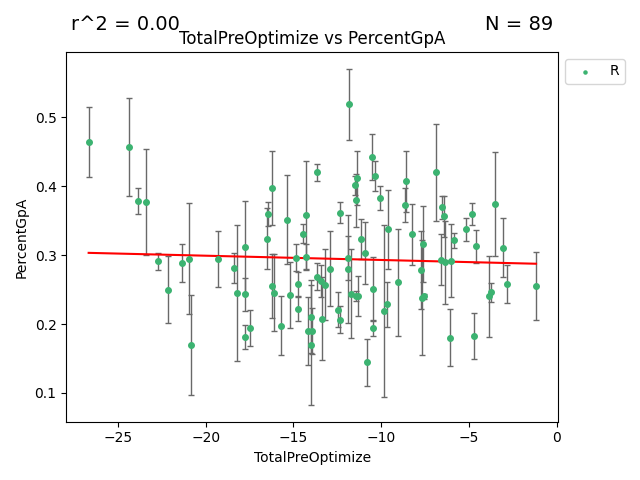 r^2 = 0.00
N = 89
TotalPreOptimize vs PercentGpA
R
PercentGpA
0.5
0.4
0.3
0.2
0.1
−25
−20
−15
−10
−5
0
TotalPreOptimize